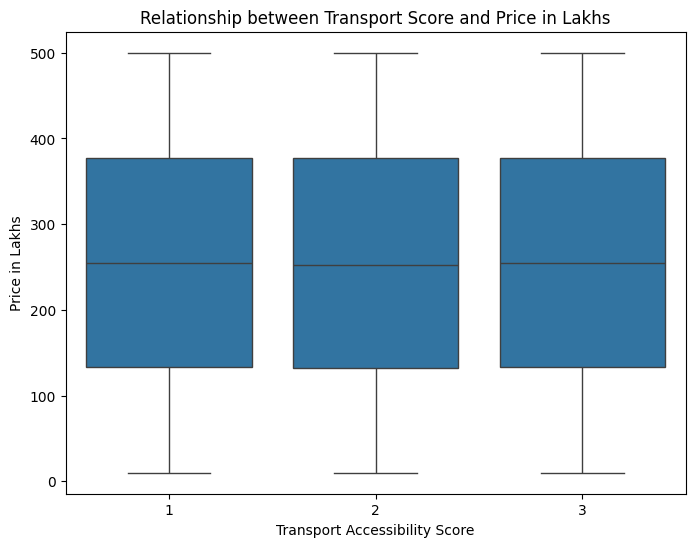 Relationship between Transport Score and Price in Lakhs
500
400
300
200
100
0
Price in Lakhs
1 2 3
Transport Accessibility Score